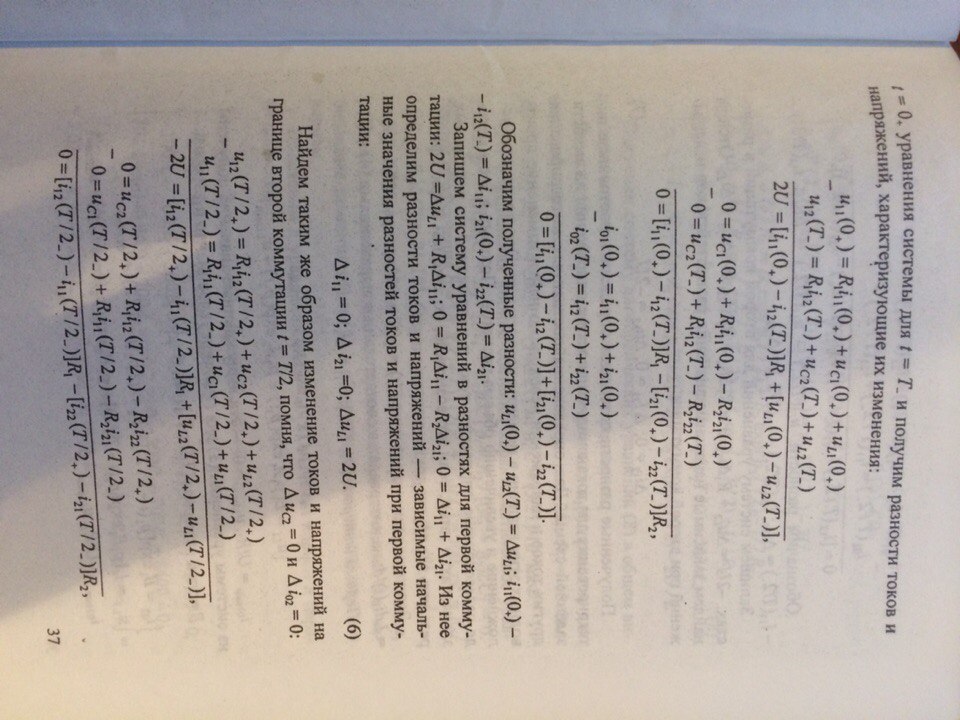 t = 0₊ уравнения системы для t = T₋ и получим разности токов и
напряжений, характеризующие их изменения:
− u₁₁(0₊) = R₁i₁₁(0₊) + u_C1(0₊) + u_L1(0₊)
u₁₂(T₋) = R₁i₁₂(T₋) + u_C2(T₋) + u_L2(T₋)
2U = [i₁₁(0₊) − i₁₂(T₋)]R₁ + [u_L1(0₊) − u_L2(T₋)],
− 0 = u_C1(0₊) + R₁i₁₁(0₊) − R₂i₂₁(0₊)
0 = u_C2(T₋) + R₁i₁₂(T₋) − R₂i₂₂(T₋)
0 = [i₁₁(0₊) − i₁₂(T₋)]R₁ − [i₂₁(0₊) − i₂₂(T₋)]R₂,
− i₀₁(0₊) = i₁₁(0₊) + i₂₁(0₊)
i₀₂(T₋) = i₁₂(T₋) + i₂₂(T₋)
0 = [i₁₁(0₊) − i₁₂(T₋)] + [i₂₁(0₊) − i₂₂(T₋)].
Обозначим полученные разности: u_L1(0₊) − u_L2(T₋) = Δu_L1; i₁₁(0₊) −
− i₁₂(T₋) = Δi₁₁; i₂₁(0₊) − i₂₂(T₋) = Δi₂₁.
Запишем систему уравнений в разностях для первой комму-
тации: 2U = Δu_L1 + R₁Δi₁₁; 0 = R₁Δi₁₁ − R₂Δi₂₁; 0 = Δi₁₁ + Δi₂₁. Из нее
определим разности токов и напряжений — зависимые началь-
ные значения разностей токов и напряжений при первой комму-
тации:
Δi₁₁ = 0; Δi₂₁ = 0; Δu_L1 = 2U. (6)
Найдем таким же образом изменение токов и напряжений на
границе второй коммутации t = T/2, помня, что Δu_C2 = 0 и Δi₀₂ = 0:
− u₁₂(T/2₊) = R₁i₁₂(T/2₊) + u_C2(T/2₊) + u_L2(T/2₊)
u₁₁(T/2₋) = R₁i₁₁(T/2₋) + u_C1(T/2₋) + u_L1(T/2₋)
− 2U = [i₁₂(T/2₊) − i₁₁(T/2₋)]R₁ + [u_L2(T/2₊) − u_L1(T/2₋)],
− 0 = u_C2(T/2₊) + R₁i₁₂(T/2₊) − R₂i₂₂(T/2₊)
0 = u_C1(T/2₋) + R₁i₁₁(T/2₋) − R₂i₂₁(T/2₋)
0 = [i₁₂(T/2₋) − i₁₁(T/2₋)]R₁ − [i₂₂(T/2₊) − i₂₁(T/2₋)]R₂,
37